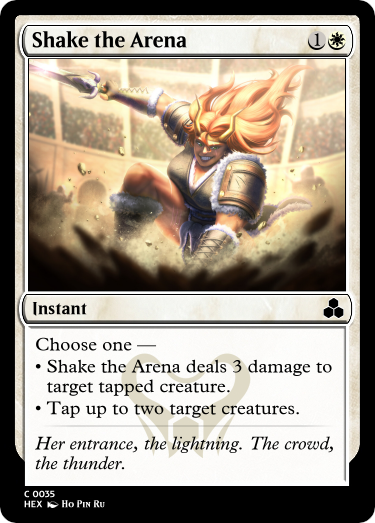 Shake the Arena 1
Instant
Choose one —
• Shake the Arena deals 3 damage to
target tapped creature.
• Tap up to two target creatures.
Her entrance, the lightning. The crowd,
the thunder.
C 0035
HEX Ho Pin Ru